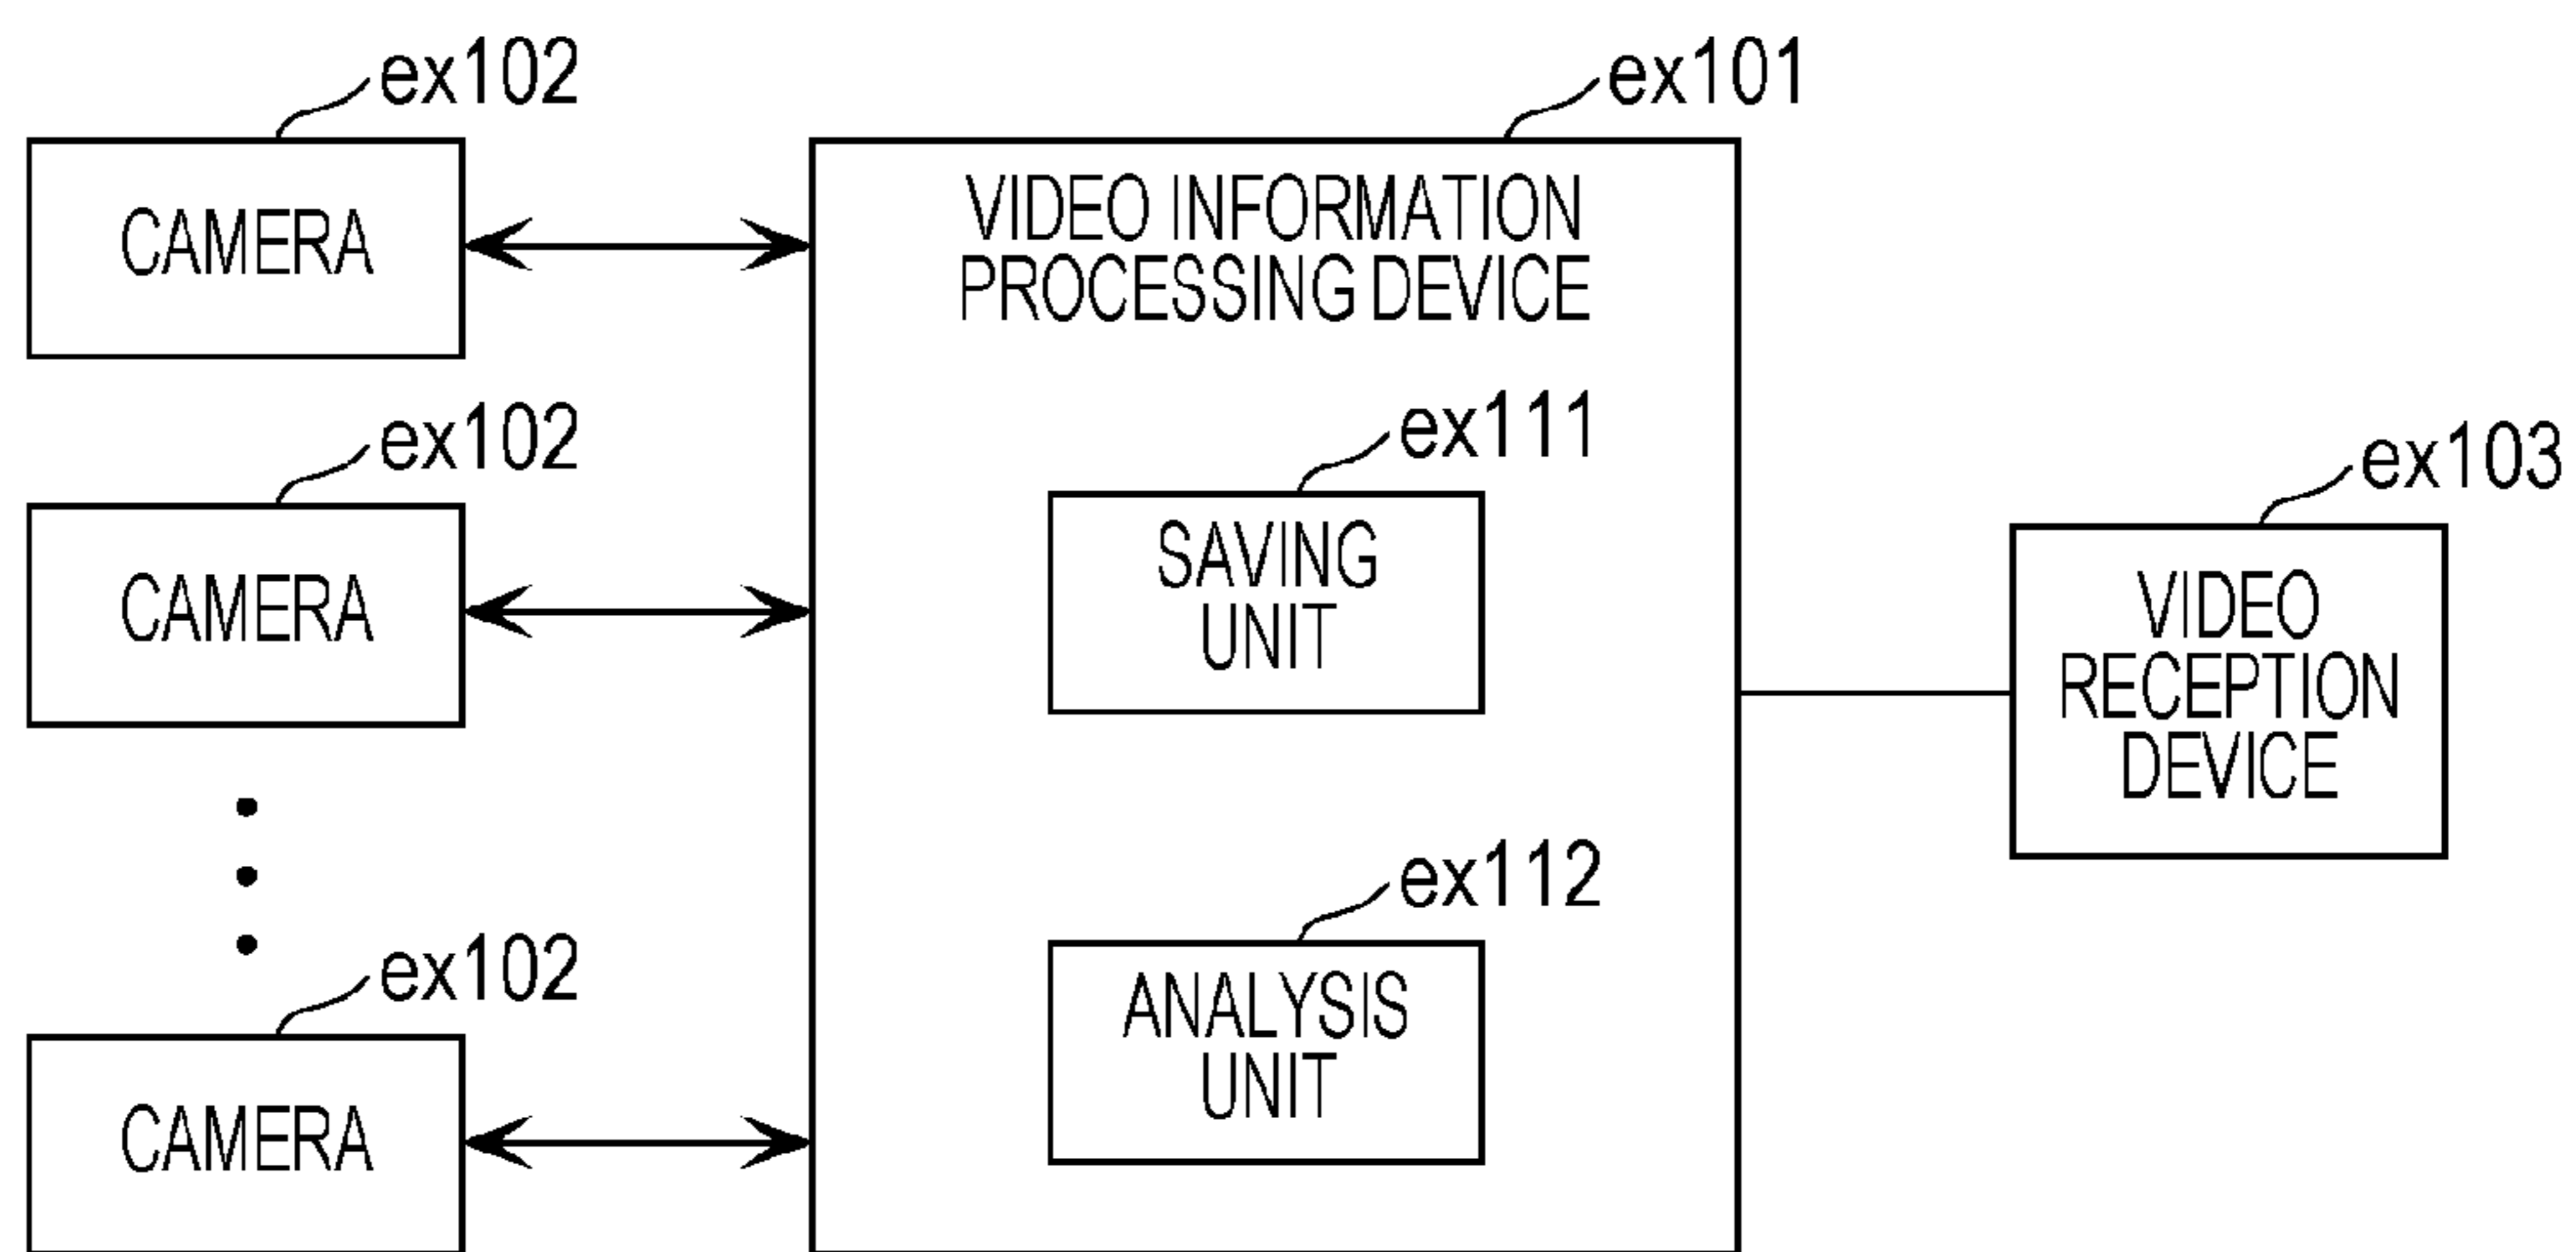 ex102
CAMERA
ex102
CAMERA
ex102
CAMERA
ex101
VIDEO INFORMATION
PROCESSING DEVICE
ex111
SAVING
UNIT
ex112
ANALYSIS
UNIT
ex103
VIDEO
RECEPTION
DEVICE